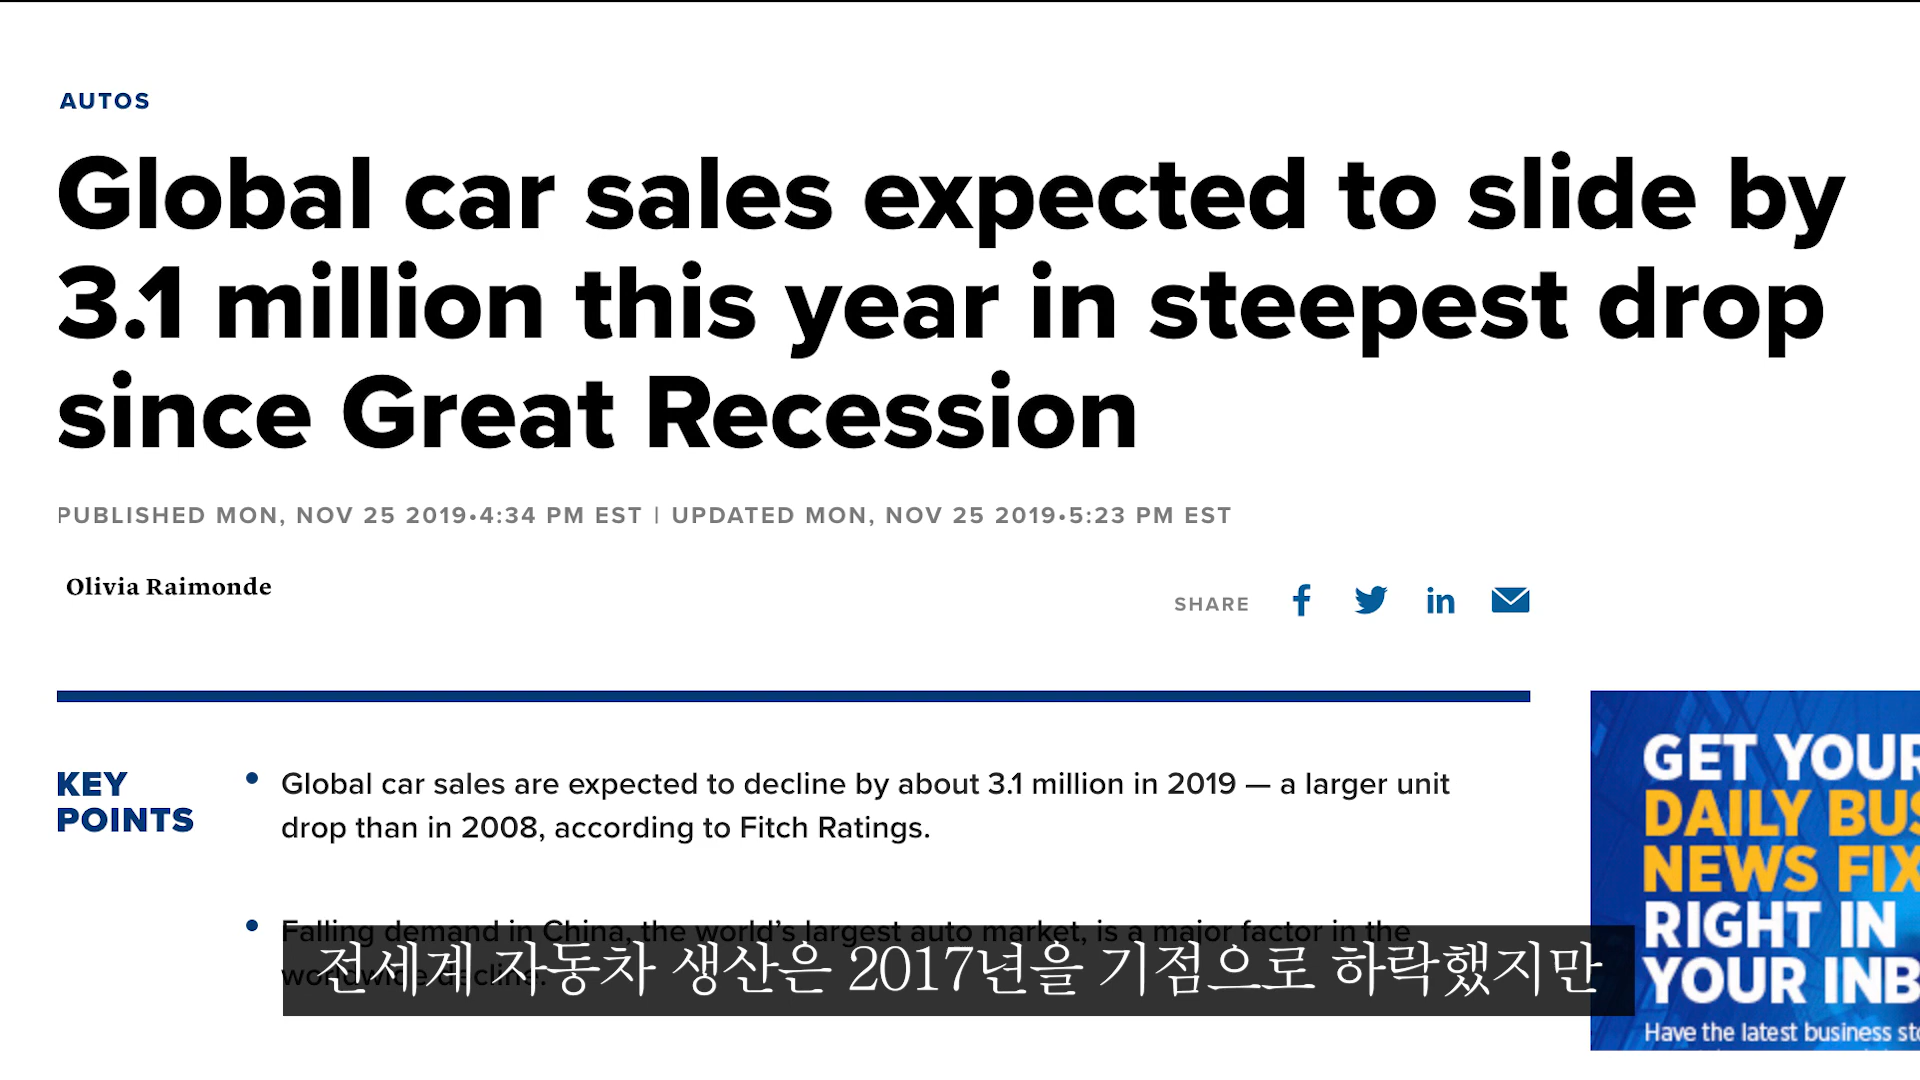 AUTOS
Global car sales expected to slide by
3.1 million this year in steepest drop
since Great Recession
PUBLISHED MON, NOV 25 2019•4:34 PM EST | UPDATED MON, NOV 25 2019•5:23 PM EST
Olivia Raimonde
SHARE
KEY
POINTS
• Global car sales are expected to decline by about 3.1 million in 2019 — a larger unit
drop than in 2008, according to Fitch Ratings.
• Falling demand in China, the world's largest auto market, is a major factor in the
worldwide decline.
전세계 자동차 생산은 2017년을 기점으로 하락했지만
GET YOUR
DAILY BUS
NEWS FIX
RIGHT IN
YOUR INB
Have the latest business sto